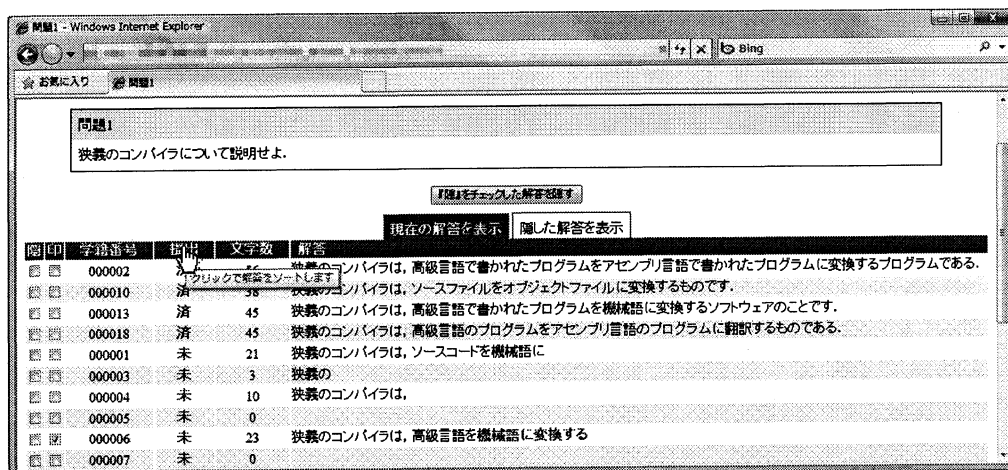 問題1 - Windows Internet Explorer
Bing
お気に入り 問題1
問題1
狭義のコンパイラについて説明せよ.
『隠』をチェックした解答を隠す
現在の解答を表示 隠した解答を表示
隠 印 学籍番号 提出 文字数 解答
000002 済 56 狭義のコンパイラは,高級言語で書かれたプログラムをアセンブリ言語で書かれたプログラムに変換するプログラムである.
クリックで解答をソートします
000010 済 38 狭義のコンパイラは,ソースファイルをオブジェクトファイルに変換するものです.
000013 済 45 狭義のコンパイラは,高級言語で書かれたプログラムを機械語に変換するソフトウェアのことです.
000018 済 45 狭義のコンパイラは,高級言語のプログラムをアセンブリ言語のプログラムに翻訳するものである.
000001 未 21 狭義のコンパイラは,ソースコードを機械語に
000003 未 3 狭義の
000004 未 10 狭義のコンパイラは,
000005 未 0
000006 未 23 狭義のコンパイラは,高級言語を機械語に変換する
000007 未 0